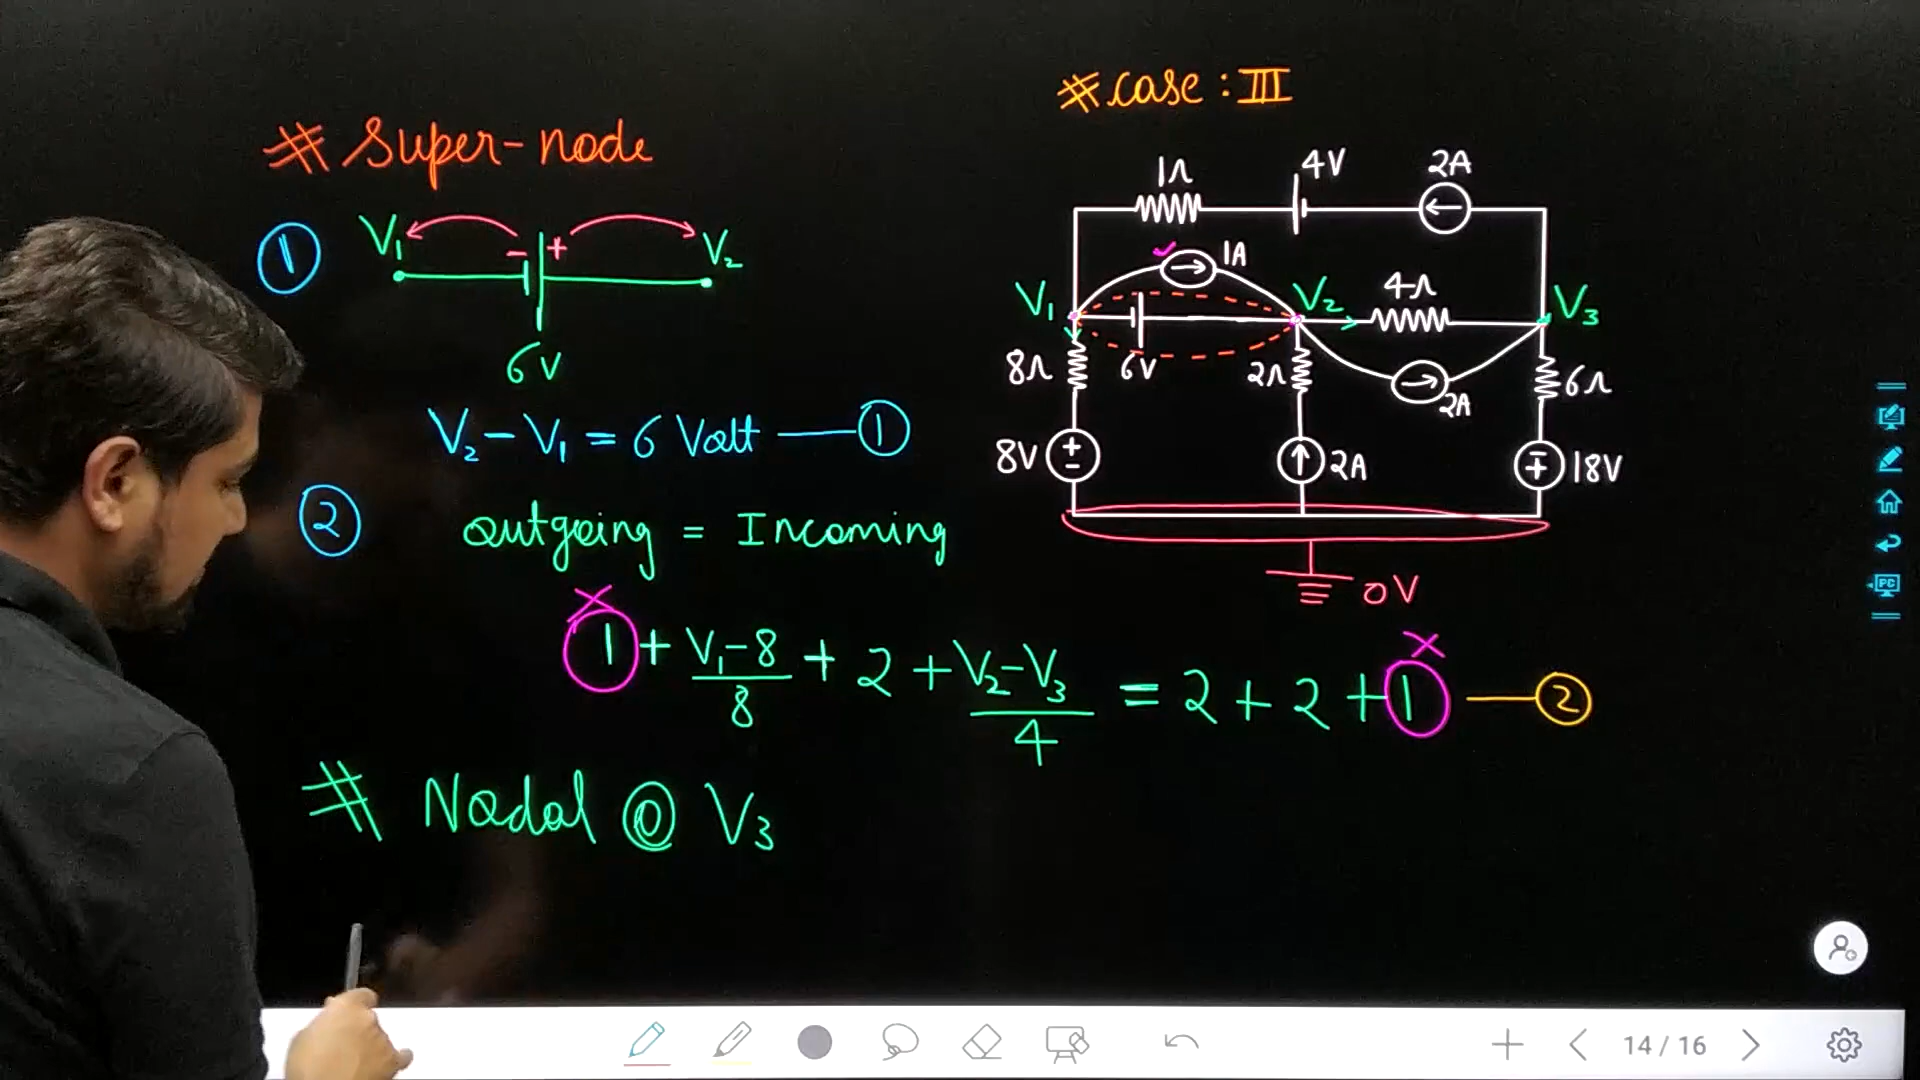 # Super-node
① V₁ - + V₂
6V
V₂ - V₁ = 6 Volt — ①
② Outgoing = Incoming
1 + (V₁-8)/8 + 2 + (V₂-V₃)/4 = 2 + 2 + 1 — ②
# Nodal @ V₃
# Case : III
1Ω 4V 2A
1A
V₁ V₂ 4Ω V₃
8Ω 6V 2Ω 2A 6Ω
8V + - 2A ∓ 18V
0V
PC
14 / 16